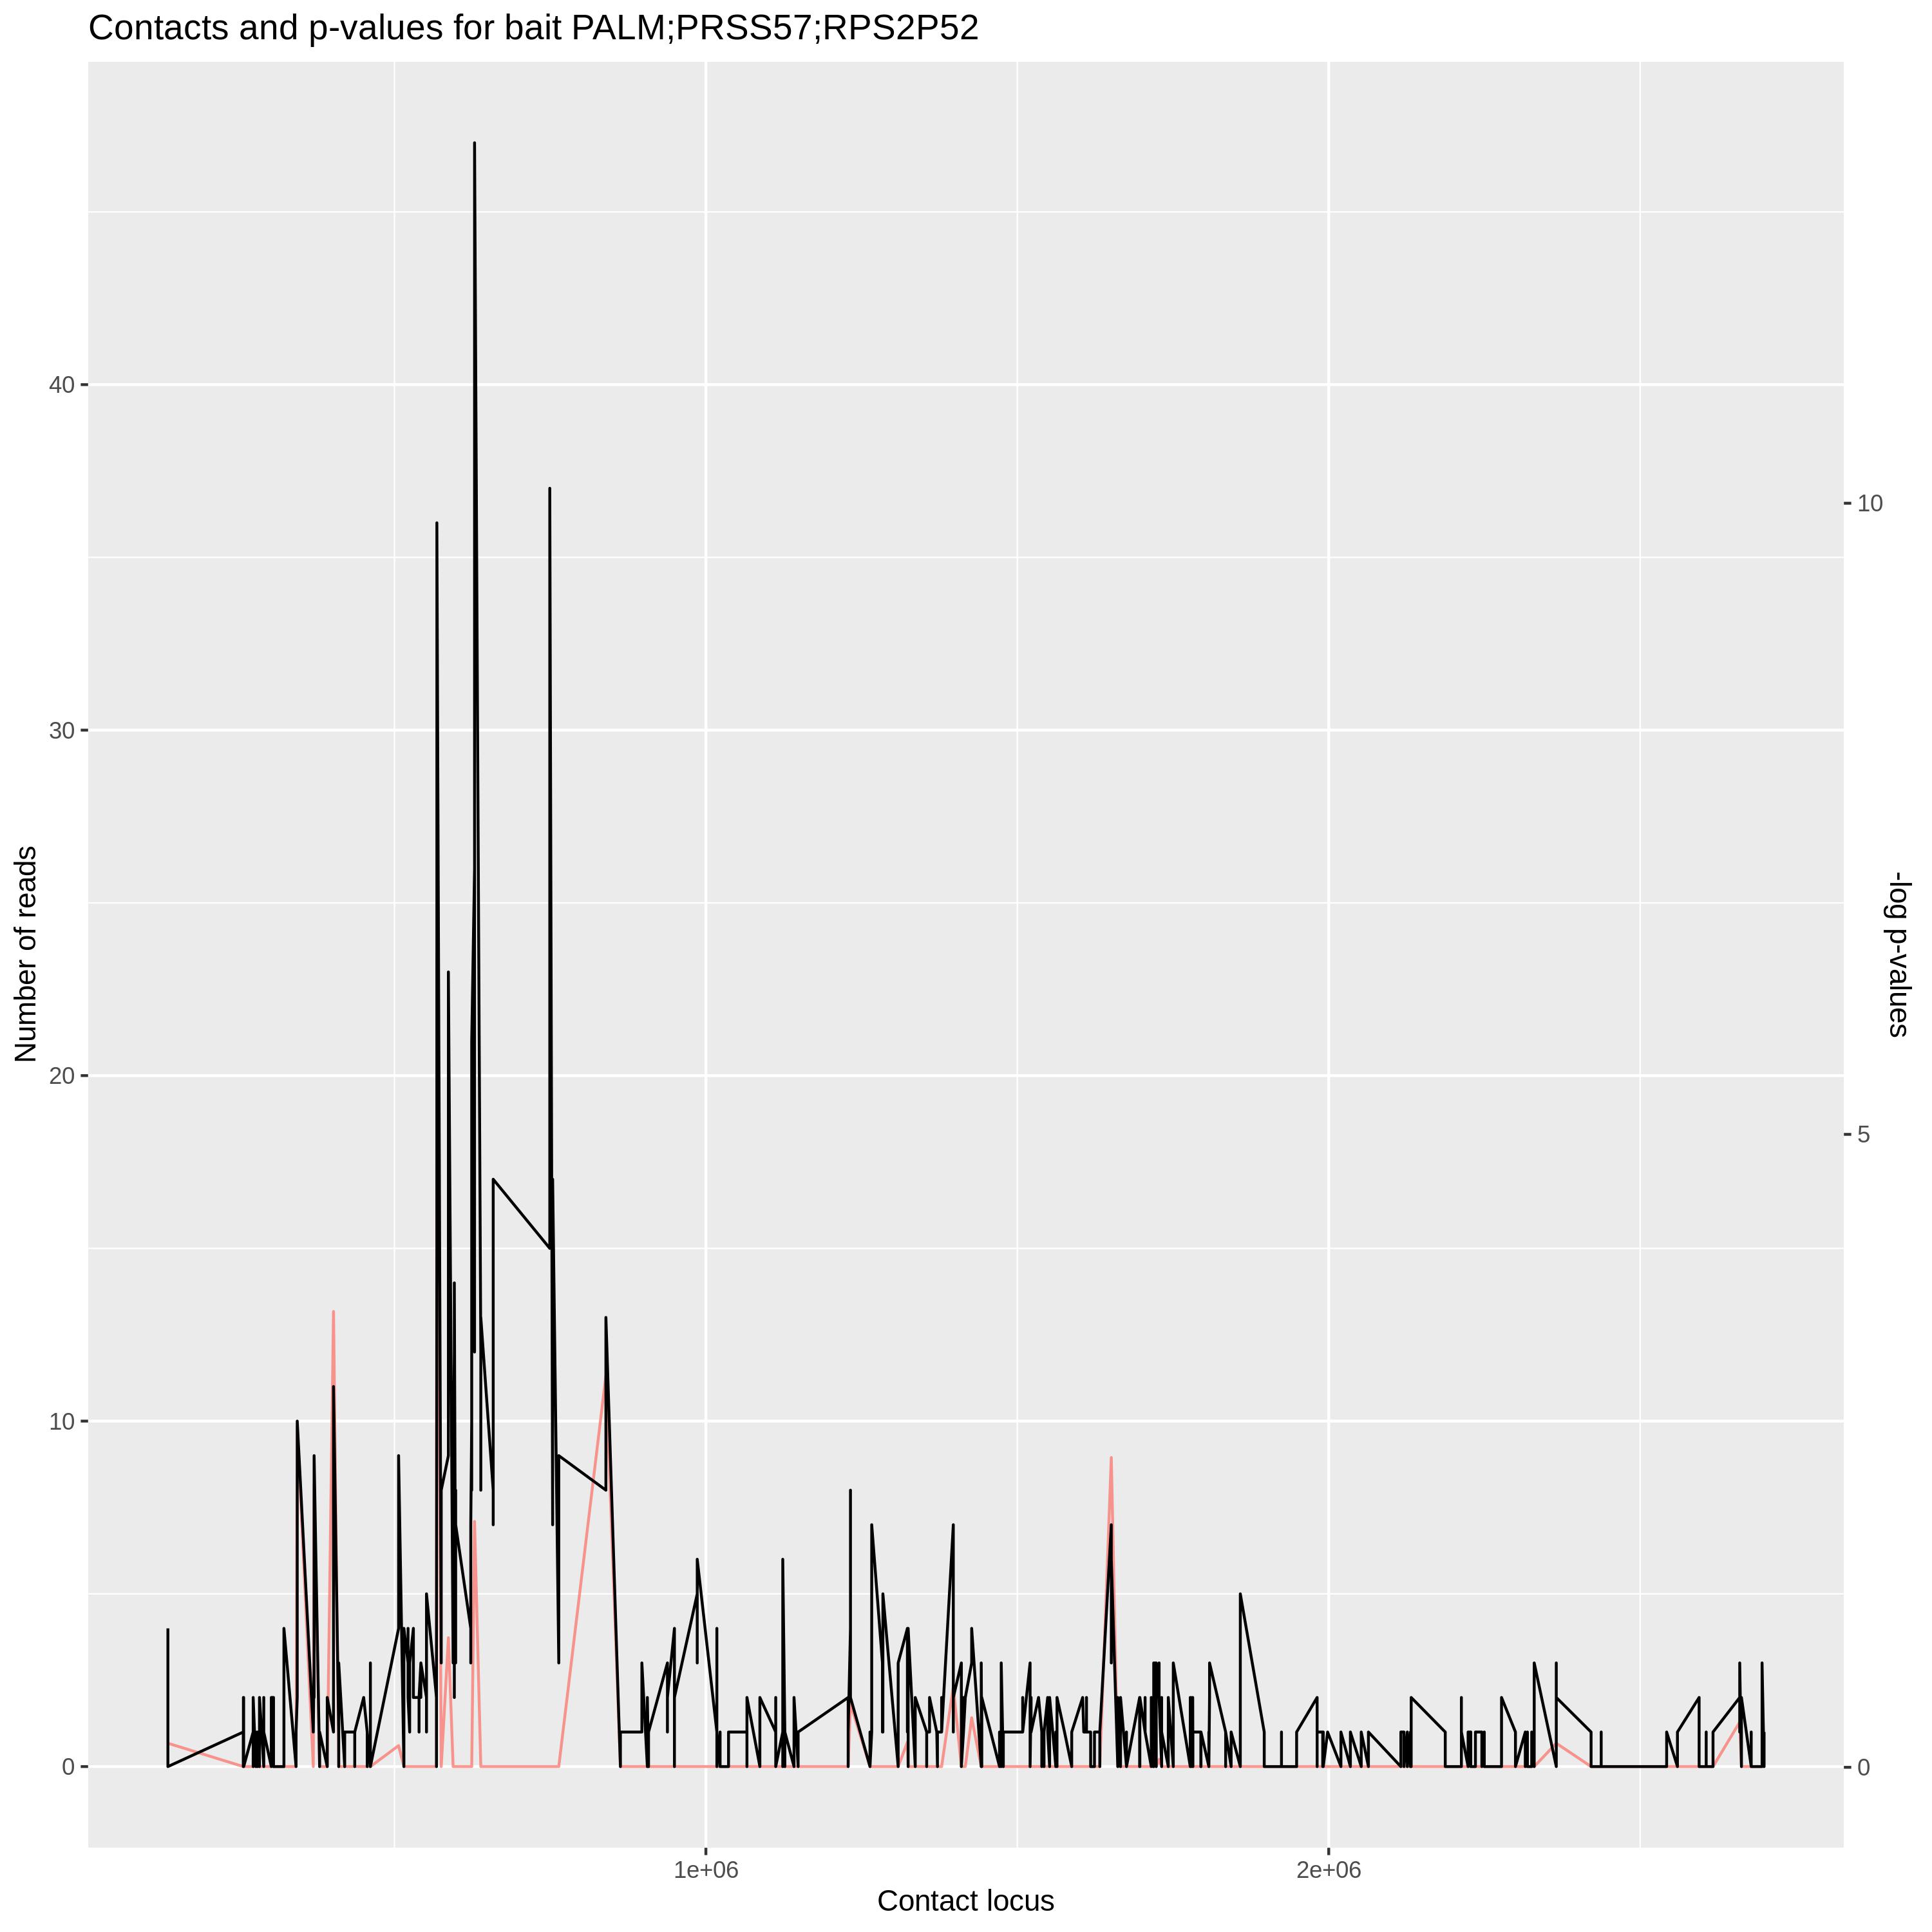 Contacts and p-values for bait PALM;PRSS57;RPS2P52
Number of reads
40
30
20
10
0
10
5
0
-log p-values
1e+06
2e+06
Contact locus